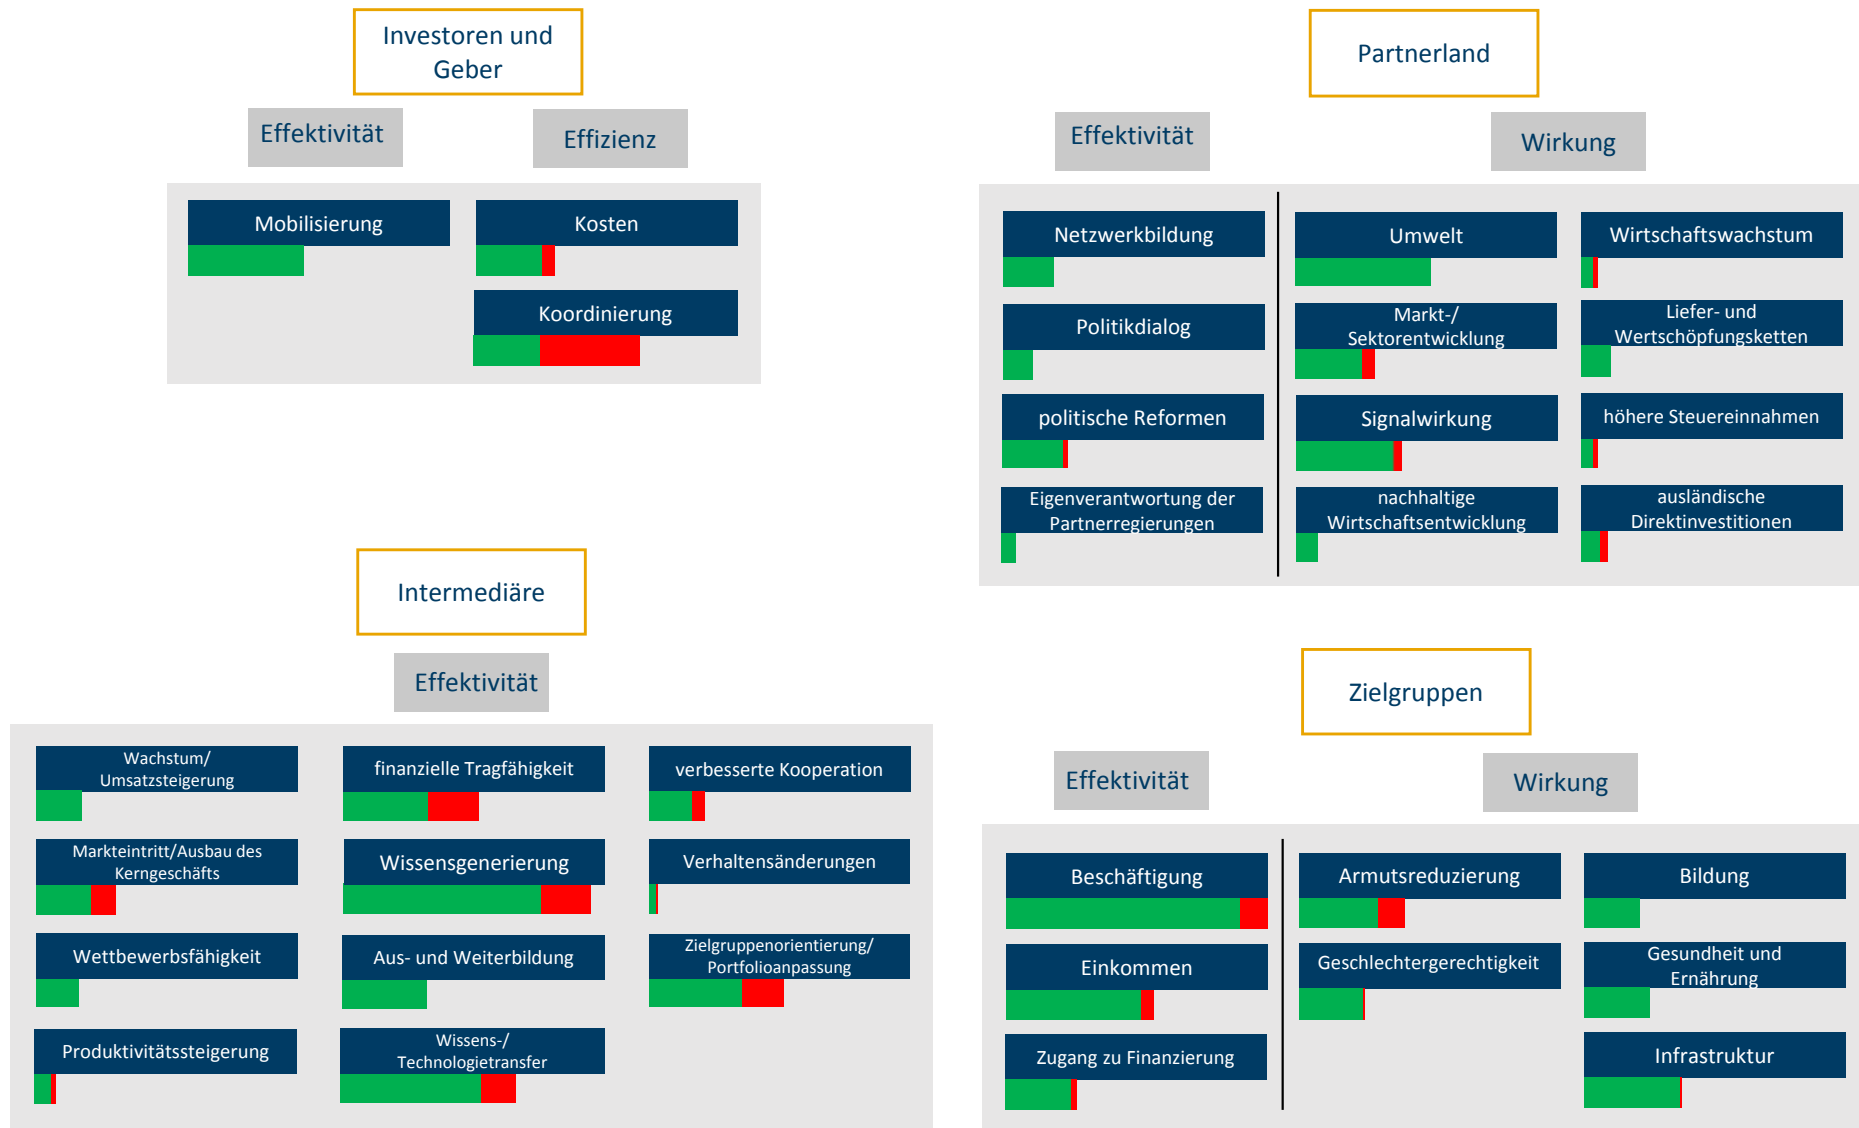 Investoren und
Geber
Effektivität
Effizienz
Mobilisierung
Kosten
Koordinierung
Partnerland
Effektivität
Wirkung
Netzwerkbildung
Umwelt
Wirtschaftswachstum
Politikdialog
Markt-/
Sektorentwicklung
Liefer- und
Wertschöpfungsketten
politische Reformen
Signalwirkung
höhere Steuereinnahmen
Eigenverantwortung der
Partnerregierungen
nachhaltige
Wirtschaftsentwicklung
ausländische
Direktinvestitionen
Intermediäre
Effektivität
Wachstum/
Umsatzsteigerung
finanzielle Tragfähigkeit
verbesserte Kooperation
Markteintritt/Ausbau des
Kerngeschäfts
Wissensgenerierung
Verhaltensänderungen
Wettbewerbsfähigkeit
Aus- und Weiterbildung
Zielgruppenorientierung/
Portfolioanpassung
Produktivitätssteigerung
Wissens-/
Technologietransfer
Zielgruppen
Effektivität
Wirkung
Beschäftigung
Armutsreduzierung
Bildung
Einkommen
Geschlechtergerechtigkeit
Gesundheit und
Ernährung
Zugang zu Finanzierung
Infrastruktur